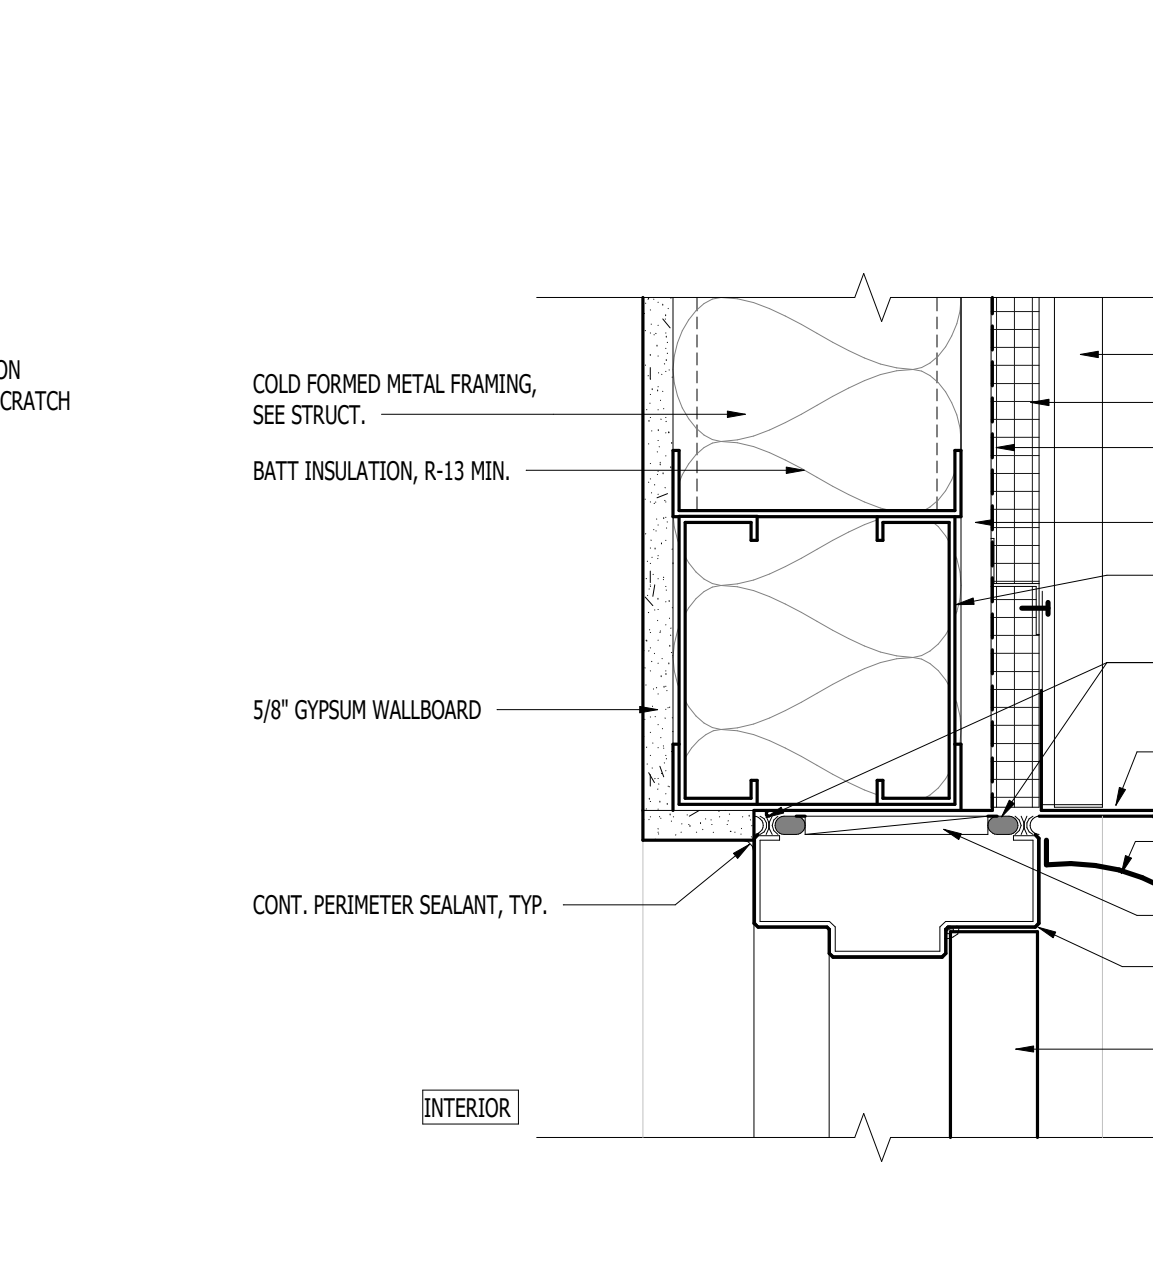 ON
CRATCH
COLD FORMED METAL FRAMING,
SEE STRUCT.
BATT INSULATION, R-13 MIN.
5/8" GYPSUM WALLBOARD
CONT. PERIMETER SEALANT, TYP.
INTERIOR